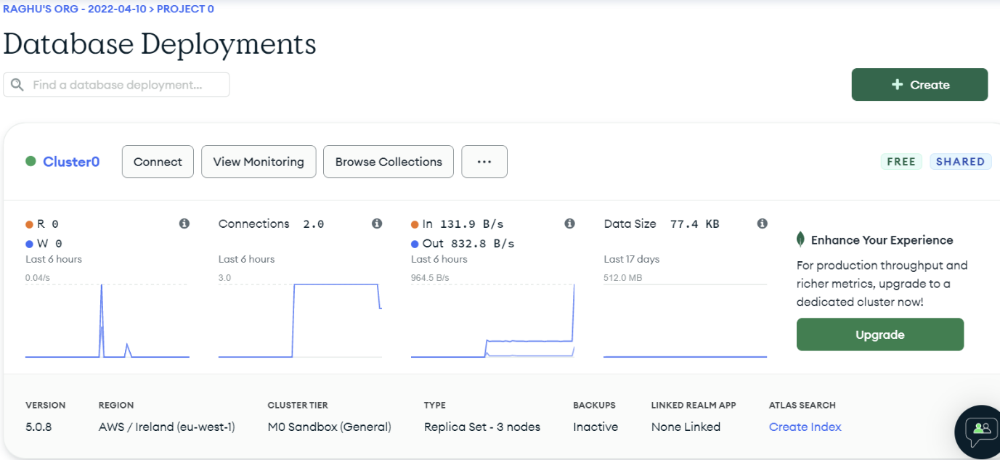 RAGHU'S ORG - 2022-04-10 > PROJECT 0
Database Deployments
Find a database deployment...
+ Create
Cluster0
Connect
View Monitoring
Browse Collections
...
FREE
SHARED
R 0
W 0
Last 6 hours
0.04/s
Connections 2.0
Last 6 hours
3.0
In 131.9 B/s
Out 832.8 B/s
Last 6 hours
964.5 B/s
Data Size 77.4 KB
Last 17 days
512.0 MB
Enhance Your Experience
For production throughput and
richer metrics, upgrade to a
dedicated cluster now!
Upgrade
VERSION
5.0.8
REGION
AWS / Ireland (eu-west-1)
CLUSTER TIER
M0 Sandbox (General)
TYPE
Replica Set - 3 nodes
BACKUPS
Inactive
LINKED REALM APP
None Linked
ATLAS SEARCH
Create Index